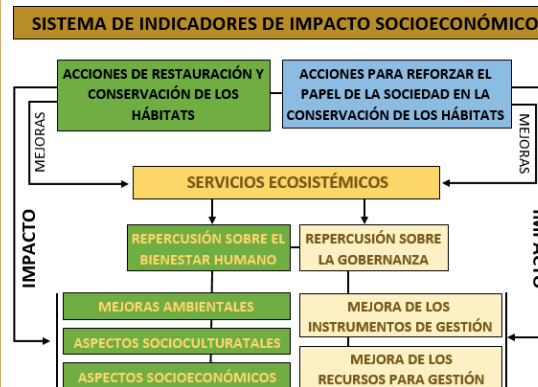 SISTEMA DE INDICADORES DE IMPACTO SOCIOECONÓMICO
ACCIONES DE RESTAURACIÓN Y
CONSERVACIÓN DE LOS
HÁBITATS
ACCIONES PARA REFORZAR EL
PAPEL DE LA SOCIEDAD EN LA
CONSERVACIÓN DE LOS HÁBITATS
MEJORAS
MEJORAS
SERVICIOS ECOSISTÉMICOS
IMPACTO
REPERCUSIÓN SOBRE EL
BIENESTAR HUMANO
REPERCUSIÓN SOBRE
LA GOBERNANZA
MEJORAS AMBIENTALES
ASPECTOS SOCIOCULTURATALES
ASPECTOS SOCIOECONÓMICOS
MEJORA DE LOS
INSTRUMENTOS DE GESTIÓN
MEJORA DE LOS
RECURSOS PARA GESTIÓN